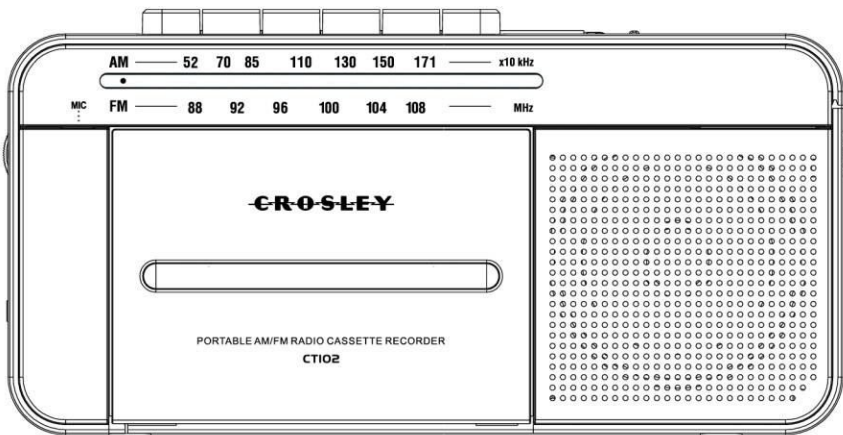 AM 52 70 85 110 130 150 171 x10 kHz
MIC FM 88 92 96 100 104 108 MHz
CROSLEY
PORTABLE AM/FM RADIO CASSETTE RECORDER
CT102